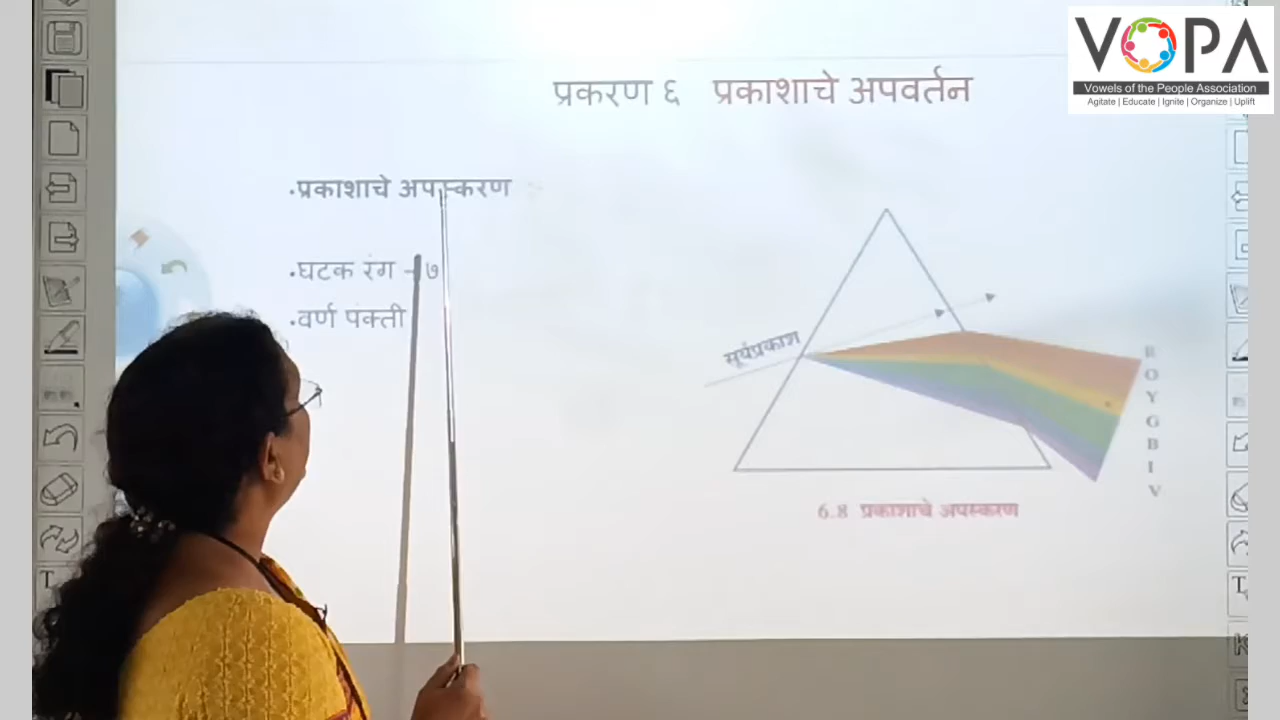 VOPA
Vowels of the People Association
Agitate | Educate | Ignite | Organize | Uplift
प्रकरण ६ प्रकाशाचे अपवर्तन
•प्रकाशाचे अपस्करण
•घटक रंग - ७
•वर्ण पंक्ती
सूर्यप्रकाश
R
O
Y
G
B
I
V
6.8 प्रकाशाचे अपस्करण
T
T
K